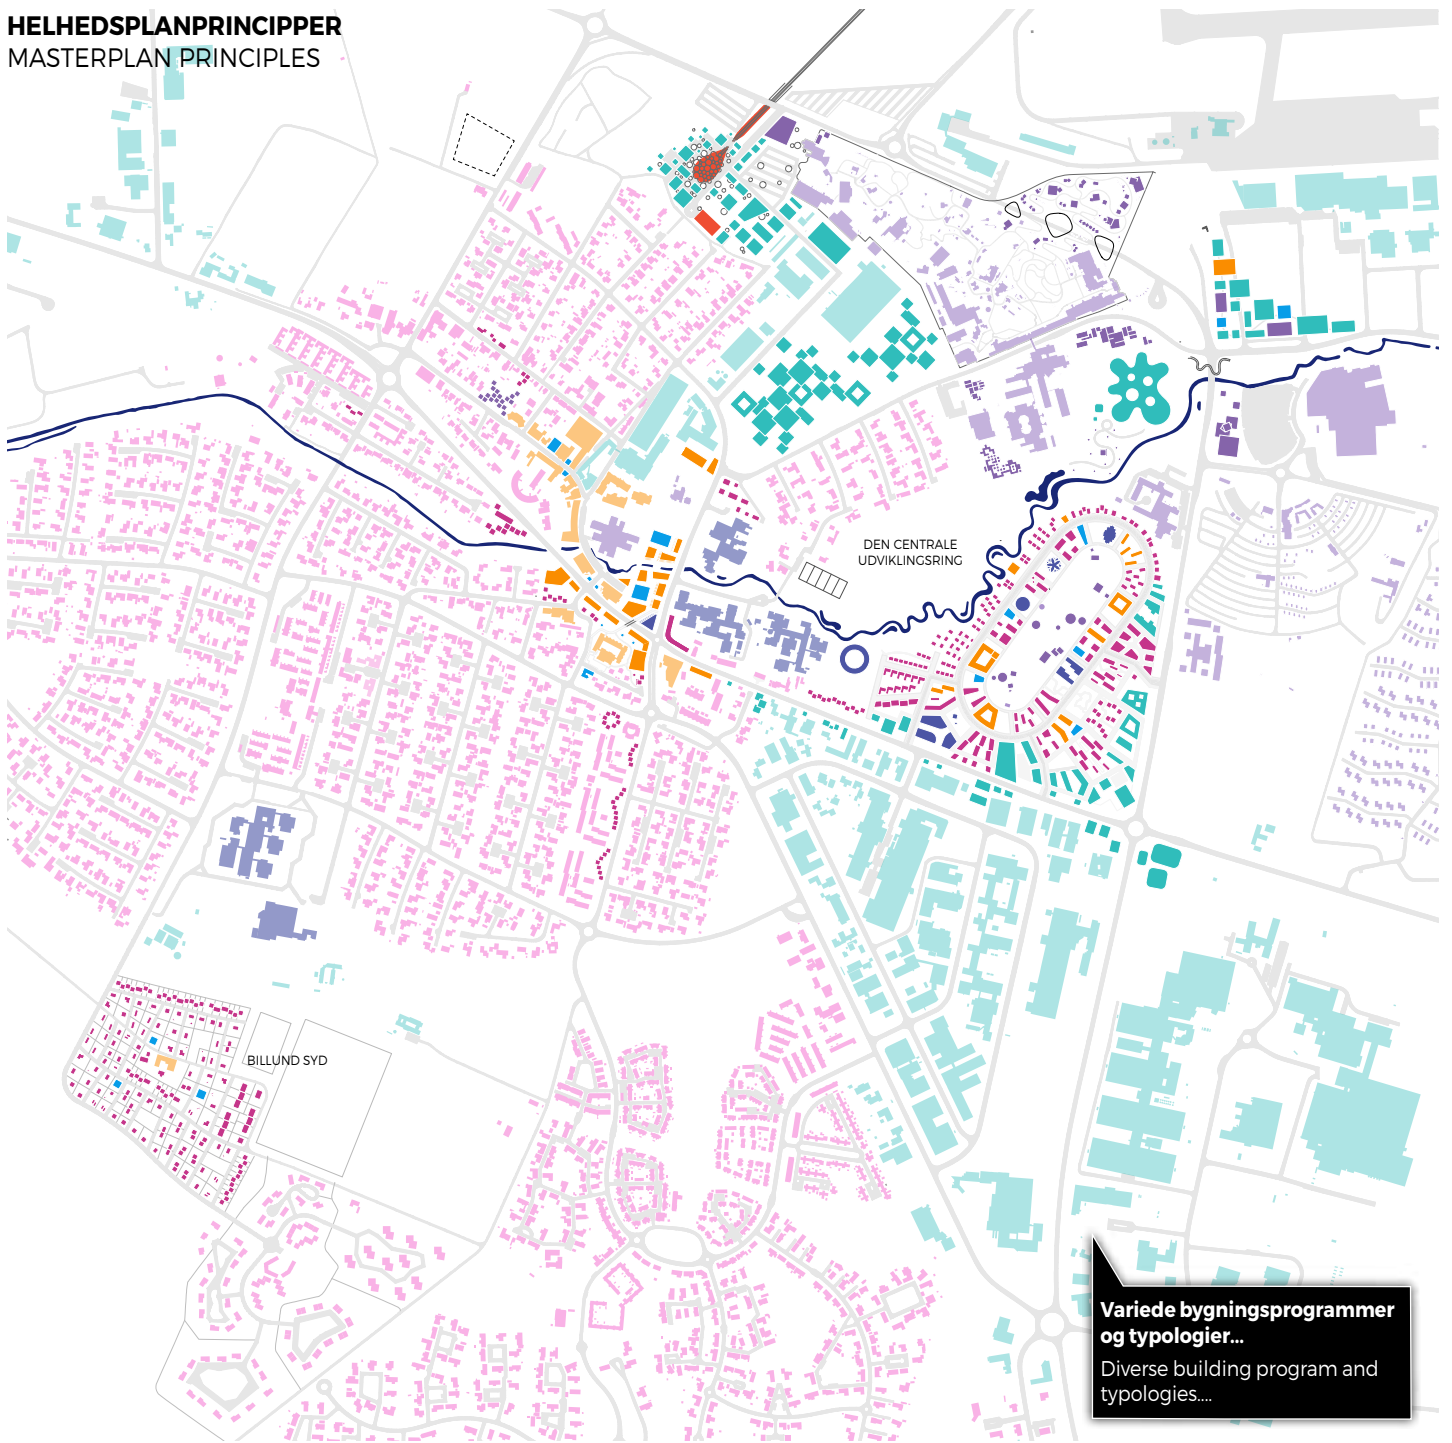 HELHEDSPLANPRINCIPPER
MASTERPLAN PRINCIPLES
DEN CENTRALE
UDVIKLINGSRING
BILLUND SYD
Variede bygningsprogrammer
og typologier...
Diverse building program and
typologies....